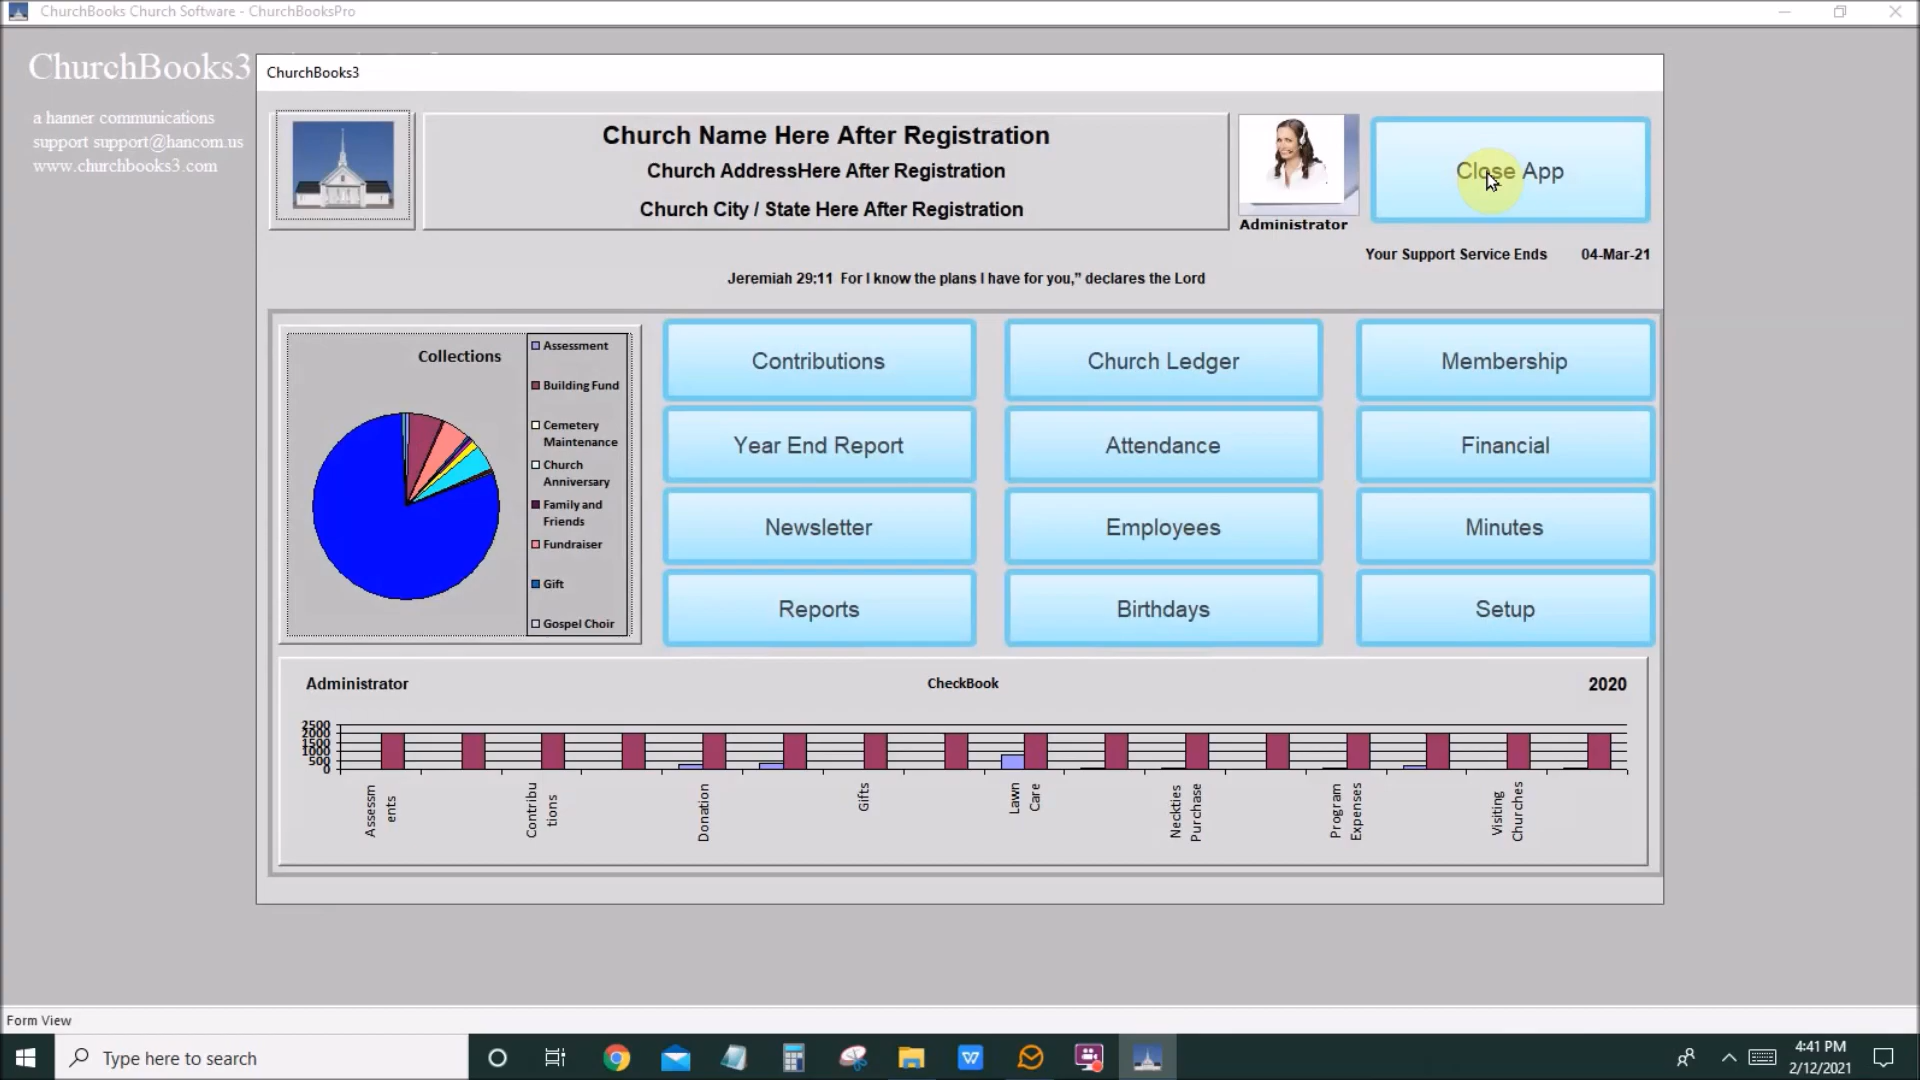 ChurchBooks Church Software - ChurchBooksPro
ChurchBooks3
a hanner communications
support support@hancom.us
www.churchbooks3.com
ChurchBooks3
Church Name Here After Registration
Church AddressHere After Registration
Church City / State Here After Registration
Administrator
Close App
Your Support Service Ends 04-Mar-21
Jeremiah 29:11 For I know the plans I have for you,” declares the Lord
Collections
Assessment
Building Fund
Cemetery
Maintenance
Church
Anniversary
Family and
Friends
Fundraiser
Gift
Gospel Choir
Contributions
Church Ledger
Membership
Year End Report
Attendance
Financial
Newsletter
Employees
Minutes
Reports
Birthdays
Setup
Administrator
CheckBook
2020
2500
2000
1500
1000
500
0
Assessm
ents
Contribu
tions
Donation
Gifts
Lawn
Care
Neckties
Purchase
Program
Expenses
Visiting
Churches
Form View
Type here to search
4:41 PM
2/12/2021